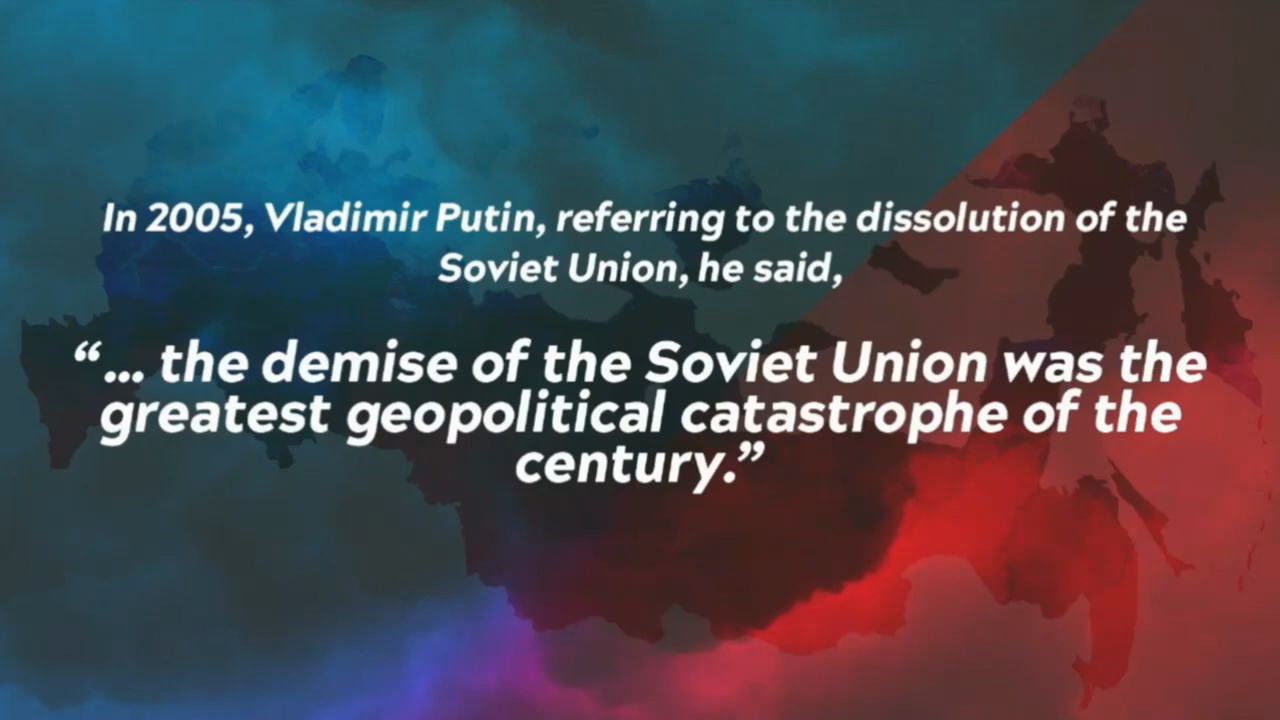 In 2005, Vladimir Putin, referring to the dissolution of the
Soviet Union, he said,
“... the demise of the Soviet Union was the
greatest geopolitical catastrophe of the
century.”